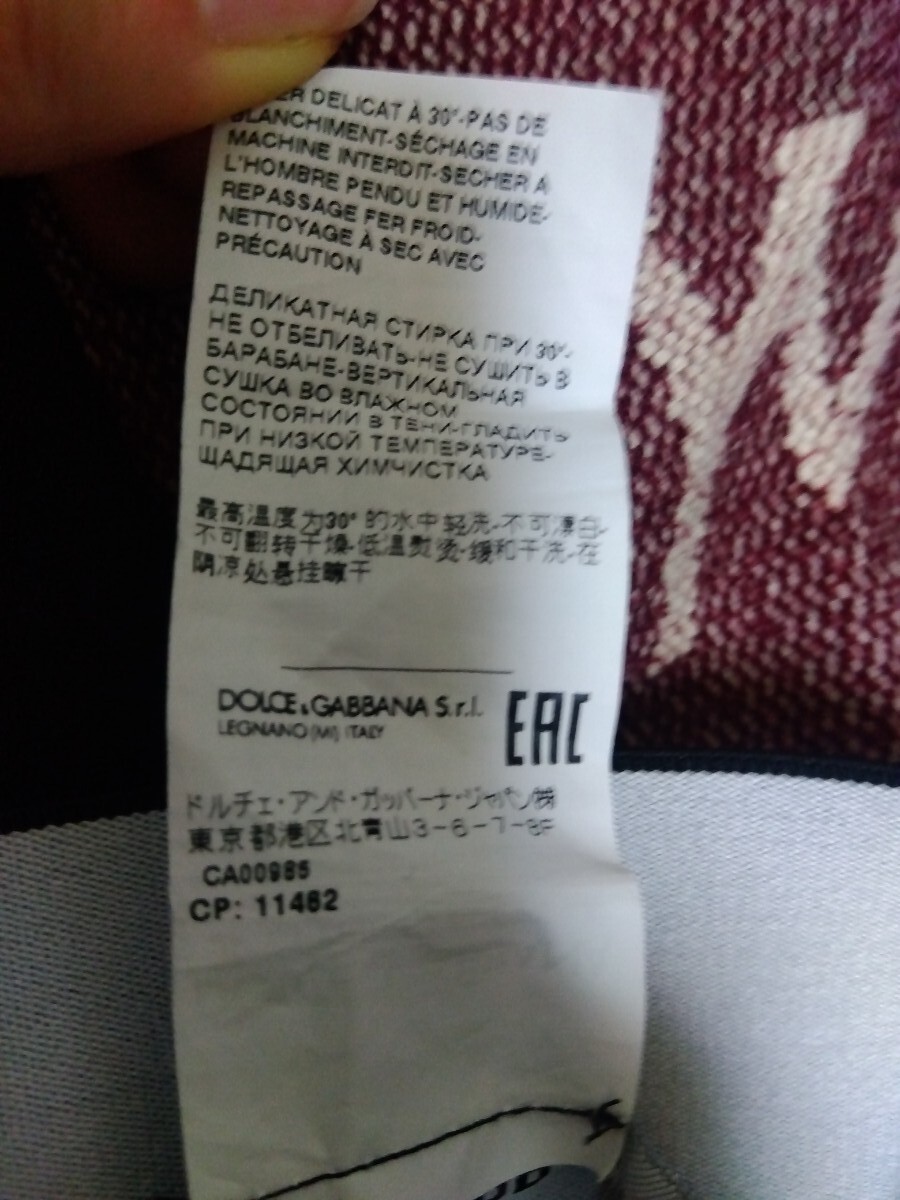 DELICAT À 30°-PAS DE
BLANCHIMENT-SÉCHAGE EN
MACHINE INTERDIT-SECHER A
L'HOMBRE PENDU ET HUMIDE-
REPASSAGE FER FROID-
NETTOYAGE À SEC AVEC
PRÉCAUTION
ДЕЛИКАТНАЯ СТИРКА ПРИ 30°-
НЕ ОТБЕЛИВАТЬ-НЕ СУШИТЬ В
БАРАБАНЕ-ВЕРТИКАЛЬНАЯ
СУШКА ВО ВЛАЖНОМ
СОСТОЯНИИ В ТЕНИ-ГЛАДИТЬ
ПРИ НИЗКОЙ ТЕМПЕРАТУРЕ-
ЩАДЯЩАЯ ХИМЧИСТКА
最高温度为30°的水中轻洗-不可漂白-
不可翻转干燥-低温熨烫-缓和干洗-在
阴凉处悬挂晾干
DOLCE&GABBANA S.r.l.
LEGNANO (MI) ITALY
EAC
ドルチェ・アンド・ガッバーナ・ジャパン㈱
東京都港区北青山3-6-7-8F
CA00985
CP: 11462